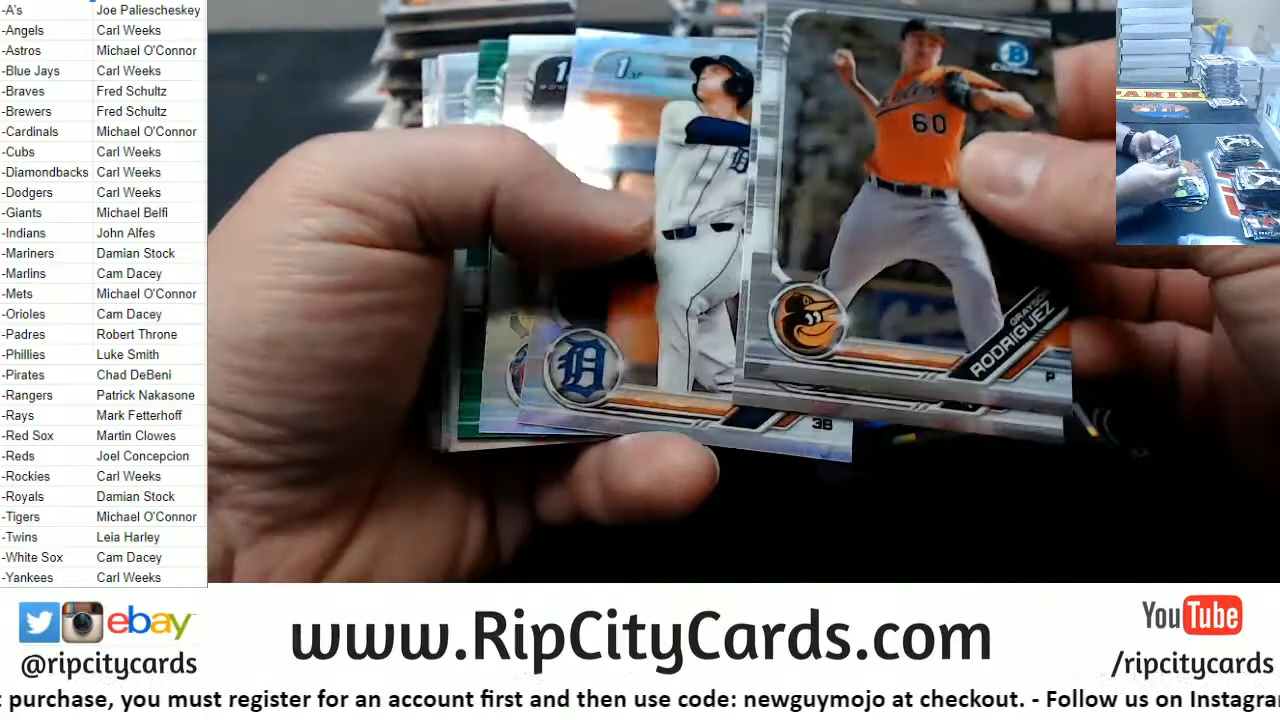 -A's Joe Paliescheskey
-Angels Carl Weeks
-Astros Michael O'Connor
-Blue Jays Carl Weeks
-Braves Fred Schultz
-Brewers Fred Schultz
-Cardinals Michael O'Connor
-Cubs Carl Weeks
-Diamondbacks Carl Weeks
-Dodgers Carl Weeks
-Giants Michael Belfi
-Indians John Alfes
-Mariners Damian Stock
-Marlins Cam Dacey
-Mets Michael O'Connor
-Orioles Cam Dacey
-Padres Robert Throne
-Phillies Luke Smith
-Pirates Chad DeBeni
-Rangers Patrick Nakasone
-Rays Mark Fetterhoff
-Red Sox Martin Clowes
-Reds Joel Concepcion
-Rockies Carl Weeks
-Royals Damian Stock
-Tigers Michael O'Connor
-Twins Leia Harley
-White Sox Cam Dacey
-Yankees Carl Weeks
1ST
D
3B
B
60
GRAYSON
RODRIGUEZ
P
PANINI
ebay
@ripcitycards
www.RipCityCards.com
YouTube
/ripcitycards
purchase, you must register for an account first and then use code: newguymojo at checkout. - Follow us on Instagra